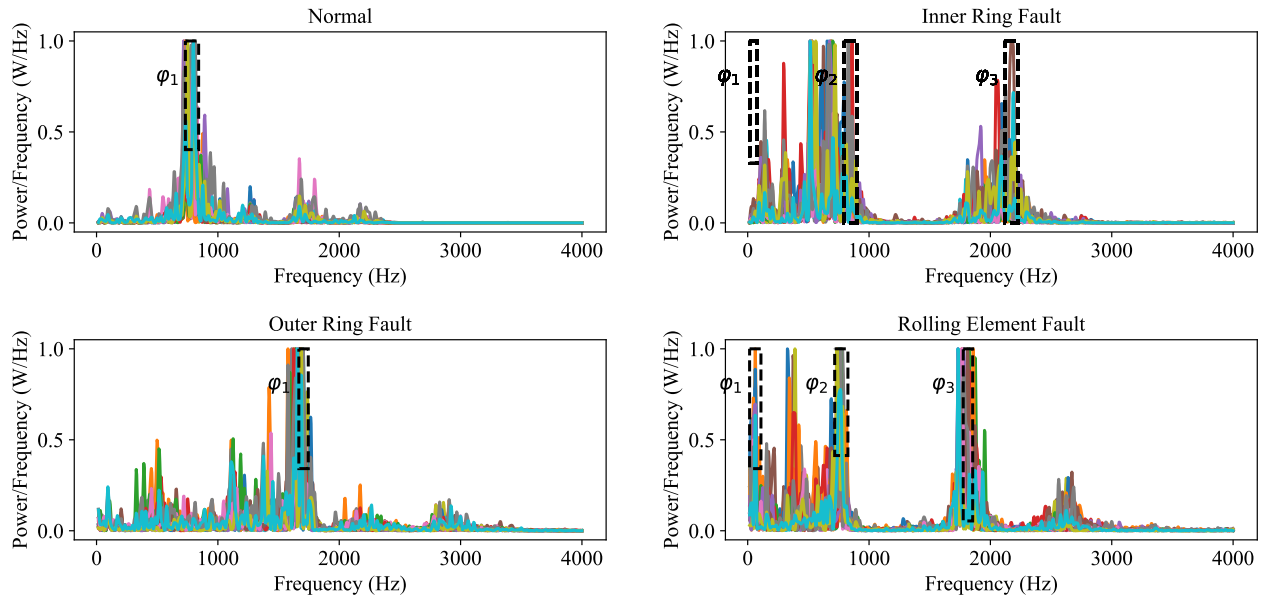 Normal
Power/Frequency (W/Hz)
1.0
0.5
0.0
φ1
0 1000 2000 3000 4000
Frequency (Hz)
Inner Ring Fault
Power/Frequency (W/Hz)
1.0
0.5
0.0
φ1 φ2 φ3
0 1000 2000 3000 4000
Frequency (Hz)
Outer Ring Fault
Power/Frequency (W/Hz)
1.0
0.5
0.0
φ1
0 1000 2000 3000 4000
Frequency (Hz)
Rolling Element Fault
Power/Frequency (W/Hz)
1.0
0.5
0.0
φ1 φ2 φ3
0 1000 2000 3000 4000
Frequency (Hz)